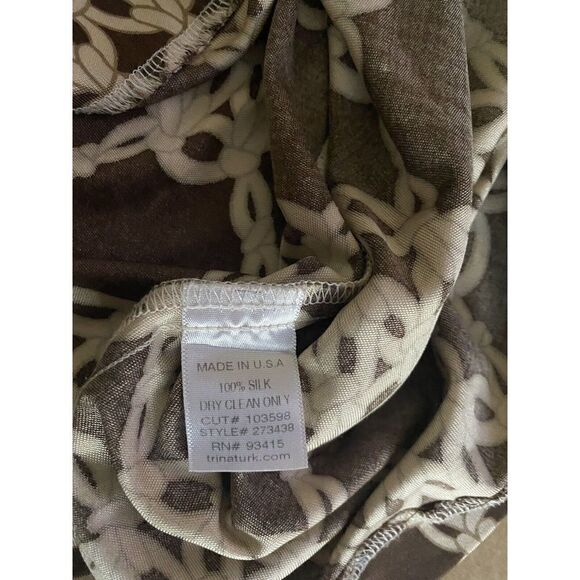 MADE IN U.S.A
100% SILK
DRY CLEAN ONLY
CUT# 103598
STYLE# 273438
RN# 93415
trinaturk.com